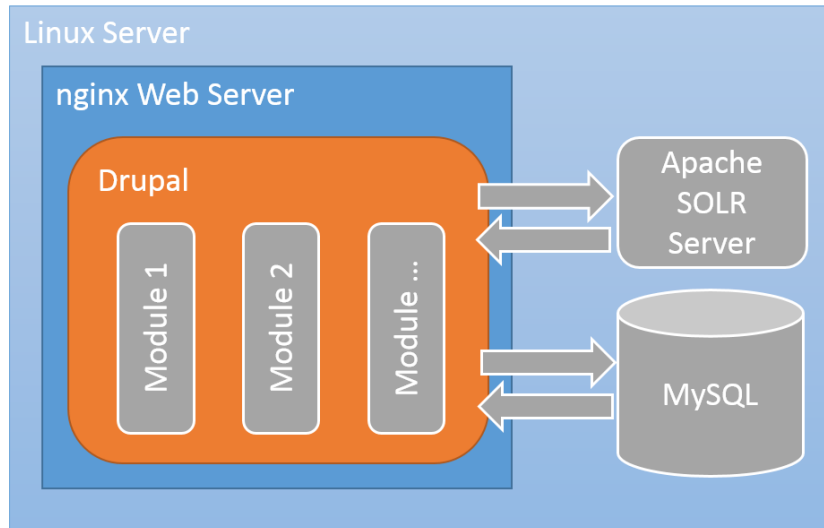 Linux Server
nginx Web Server
Drupal
Module 1
Module 2
Module ...
Apache
SOLR
Server
MySQL